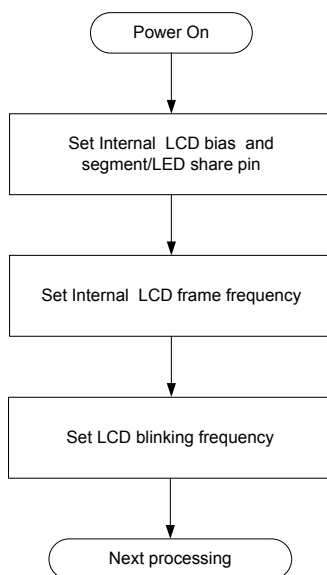 Power On
Set Internal LCD bias and
segment/LED share pin
Set Internal LCD frame frequency
Set LCD blinking frequency
Next processing